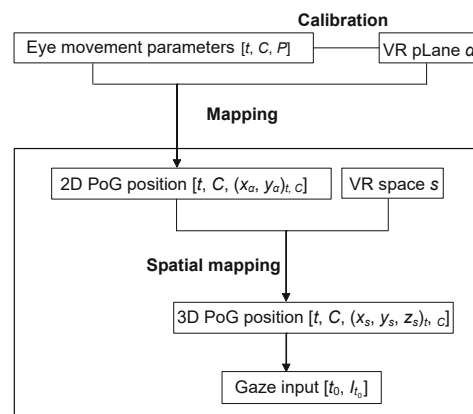 Calibration
Eye movement parameters [t, C, P]
VR pLane α
Mapping
2D PoG position [t, C, (xα, yα)t, C]
VR space s
Spatial mapping
3D PoG position [t, C, (xs, ys, zs)t, C]
Gaze input [t0, It0]